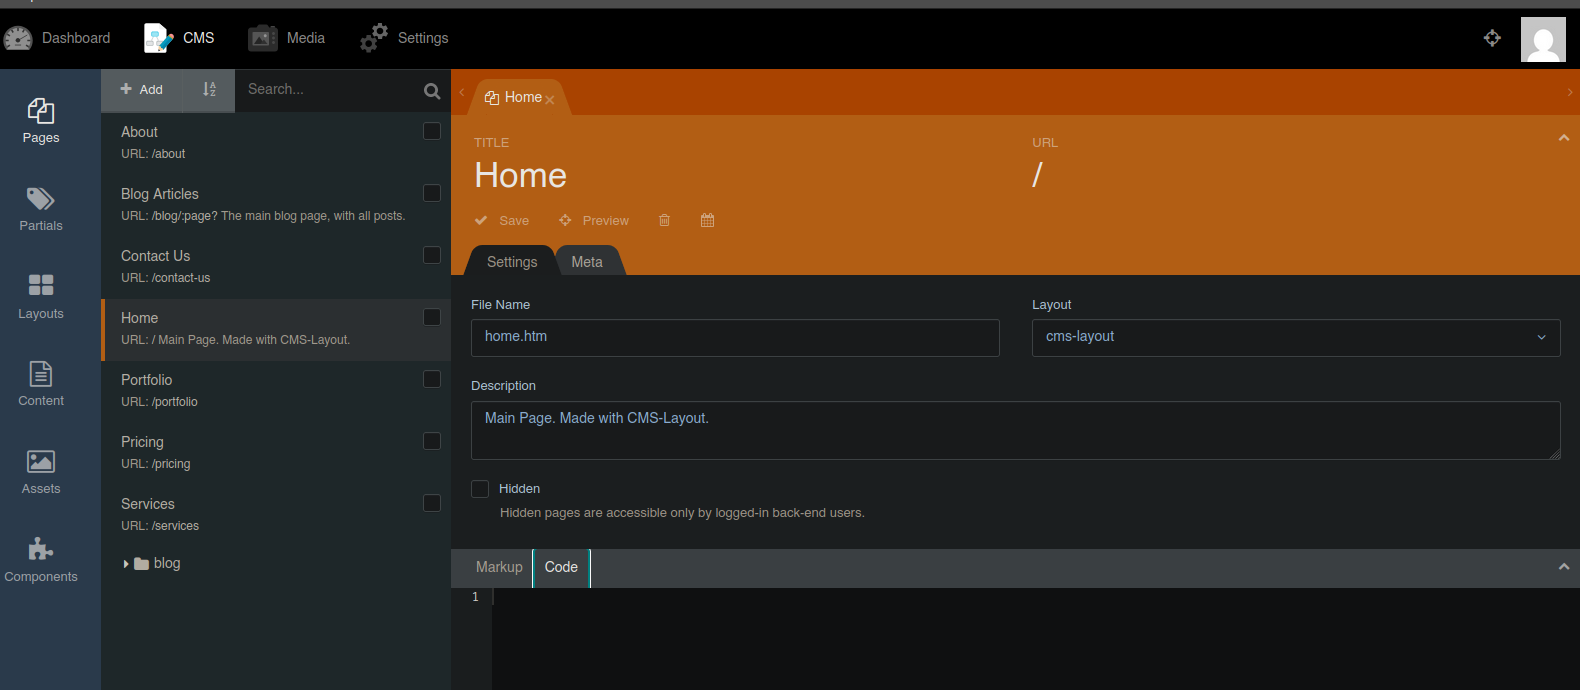 Dashboard
CMS
Media
Settings
Pages
Partials
Layouts
Content
Assets
Components
Add
Search...
About
URL: /about
Blog Articles
URL: /blog/:page? The main blog page, with all posts.
Contact Us
URL: /contact-us
Home
URL: / Main Page. Made with CMS-Layout.
Portfolio
URL: /portfolio
Pricing
URL: /pricing
Services
URL: /services
blog
Home
TITLE
Home
URL
/
Save
Preview
Settings
Meta
File Name
home.htm
Layout
cms-layout
Description
Main Page. Made with CMS-Layout.
Hidden
Hidden pages are accessible only by logged-in back-end users.
Markup
Code
1